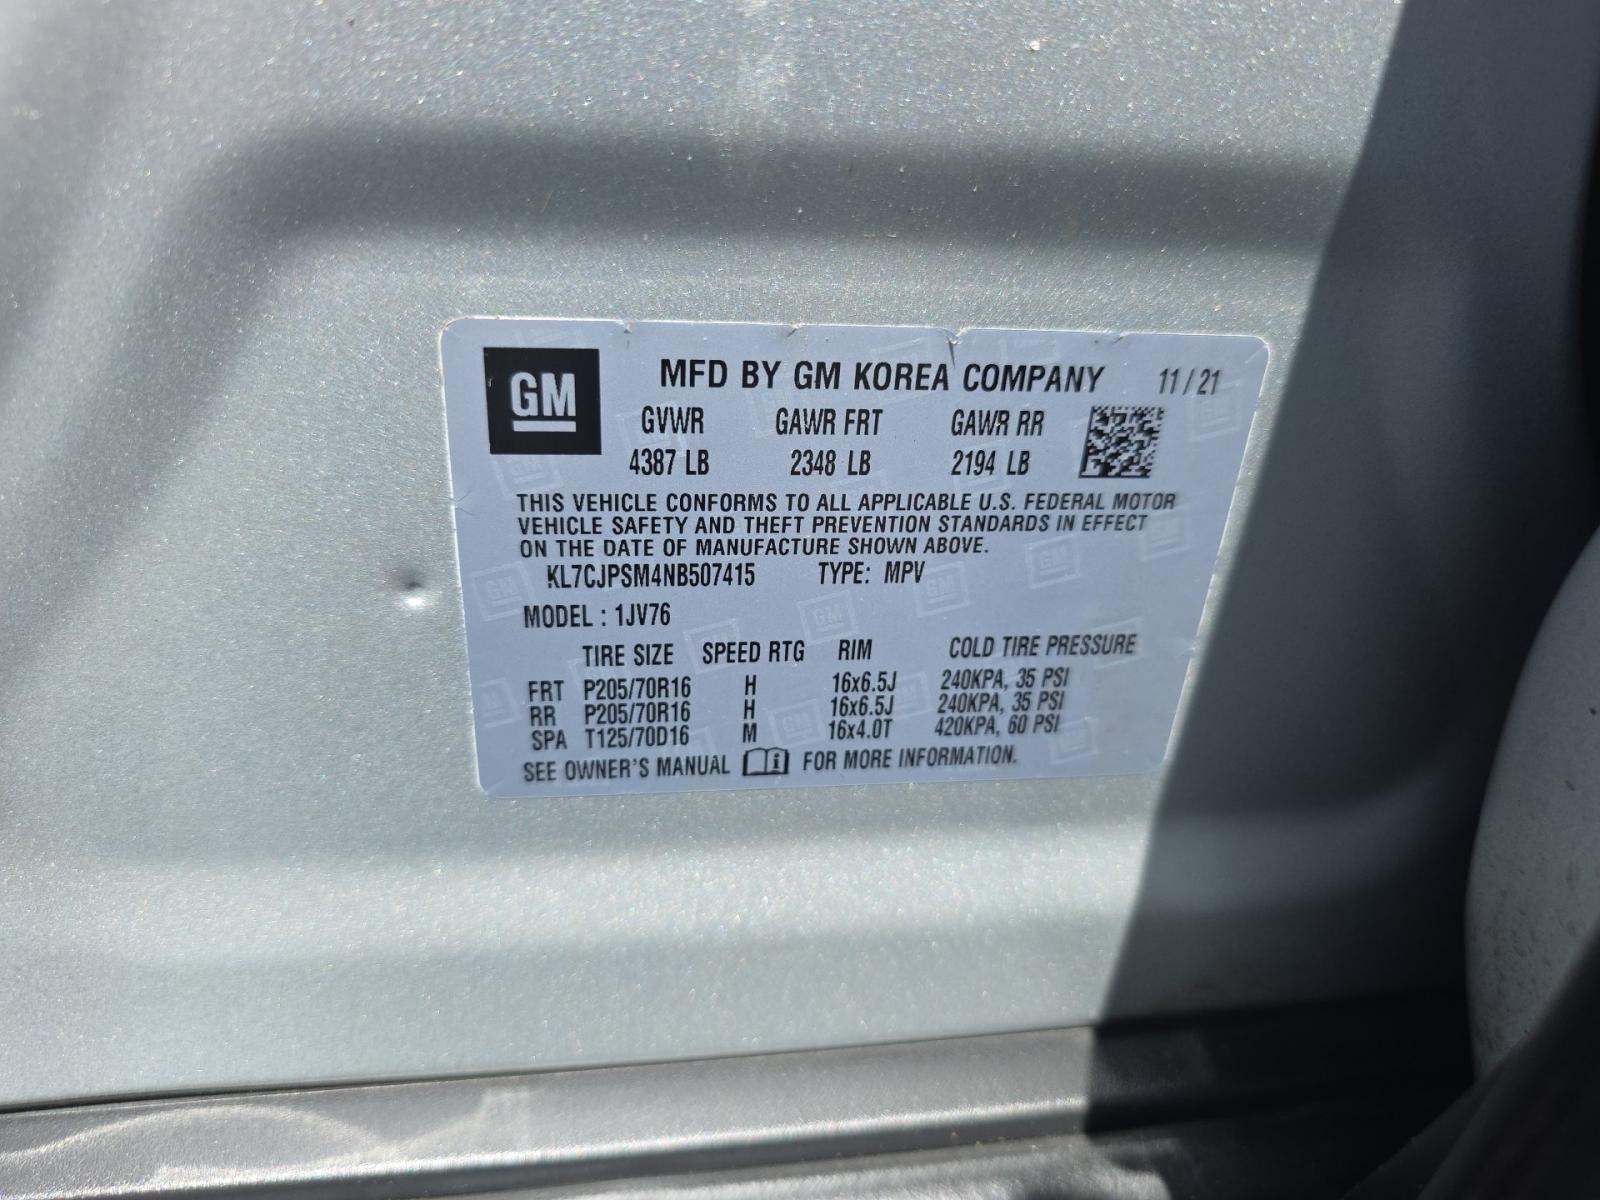 GM
MFD BY GM KOREA COMPANY 11/21
GVWR GAWR FRT GAWR RR
4387 LB 2348 LB 2194 LB
THIS VEHICLE CONFORMS TO ALL APPLICABLE U.S. FEDERAL MOTOR
VEHICLE SAFETY AND THEFT PREVENTION STANDARDS IN EFFECT
ON THE DATE OF MANUFACTURE SHOWN ABOVE.
KL7CJPSM4NB507415 TYPE: MPV
MODEL : 1JV76
TIRE SIZE SPEED RTG RIM COLD TIRE PRESSURE
FRT P205/70R16 H 16x6.5J 240KPA, 35 PSI
RR P205/70R16 H 16x6.5J 240KPA, 35 PSI
SPA T125/70D16 M 16x4.0T 420KPA, 60 PSI
SEE OWNER'S MANUAL i FOR MORE INFORMATION.